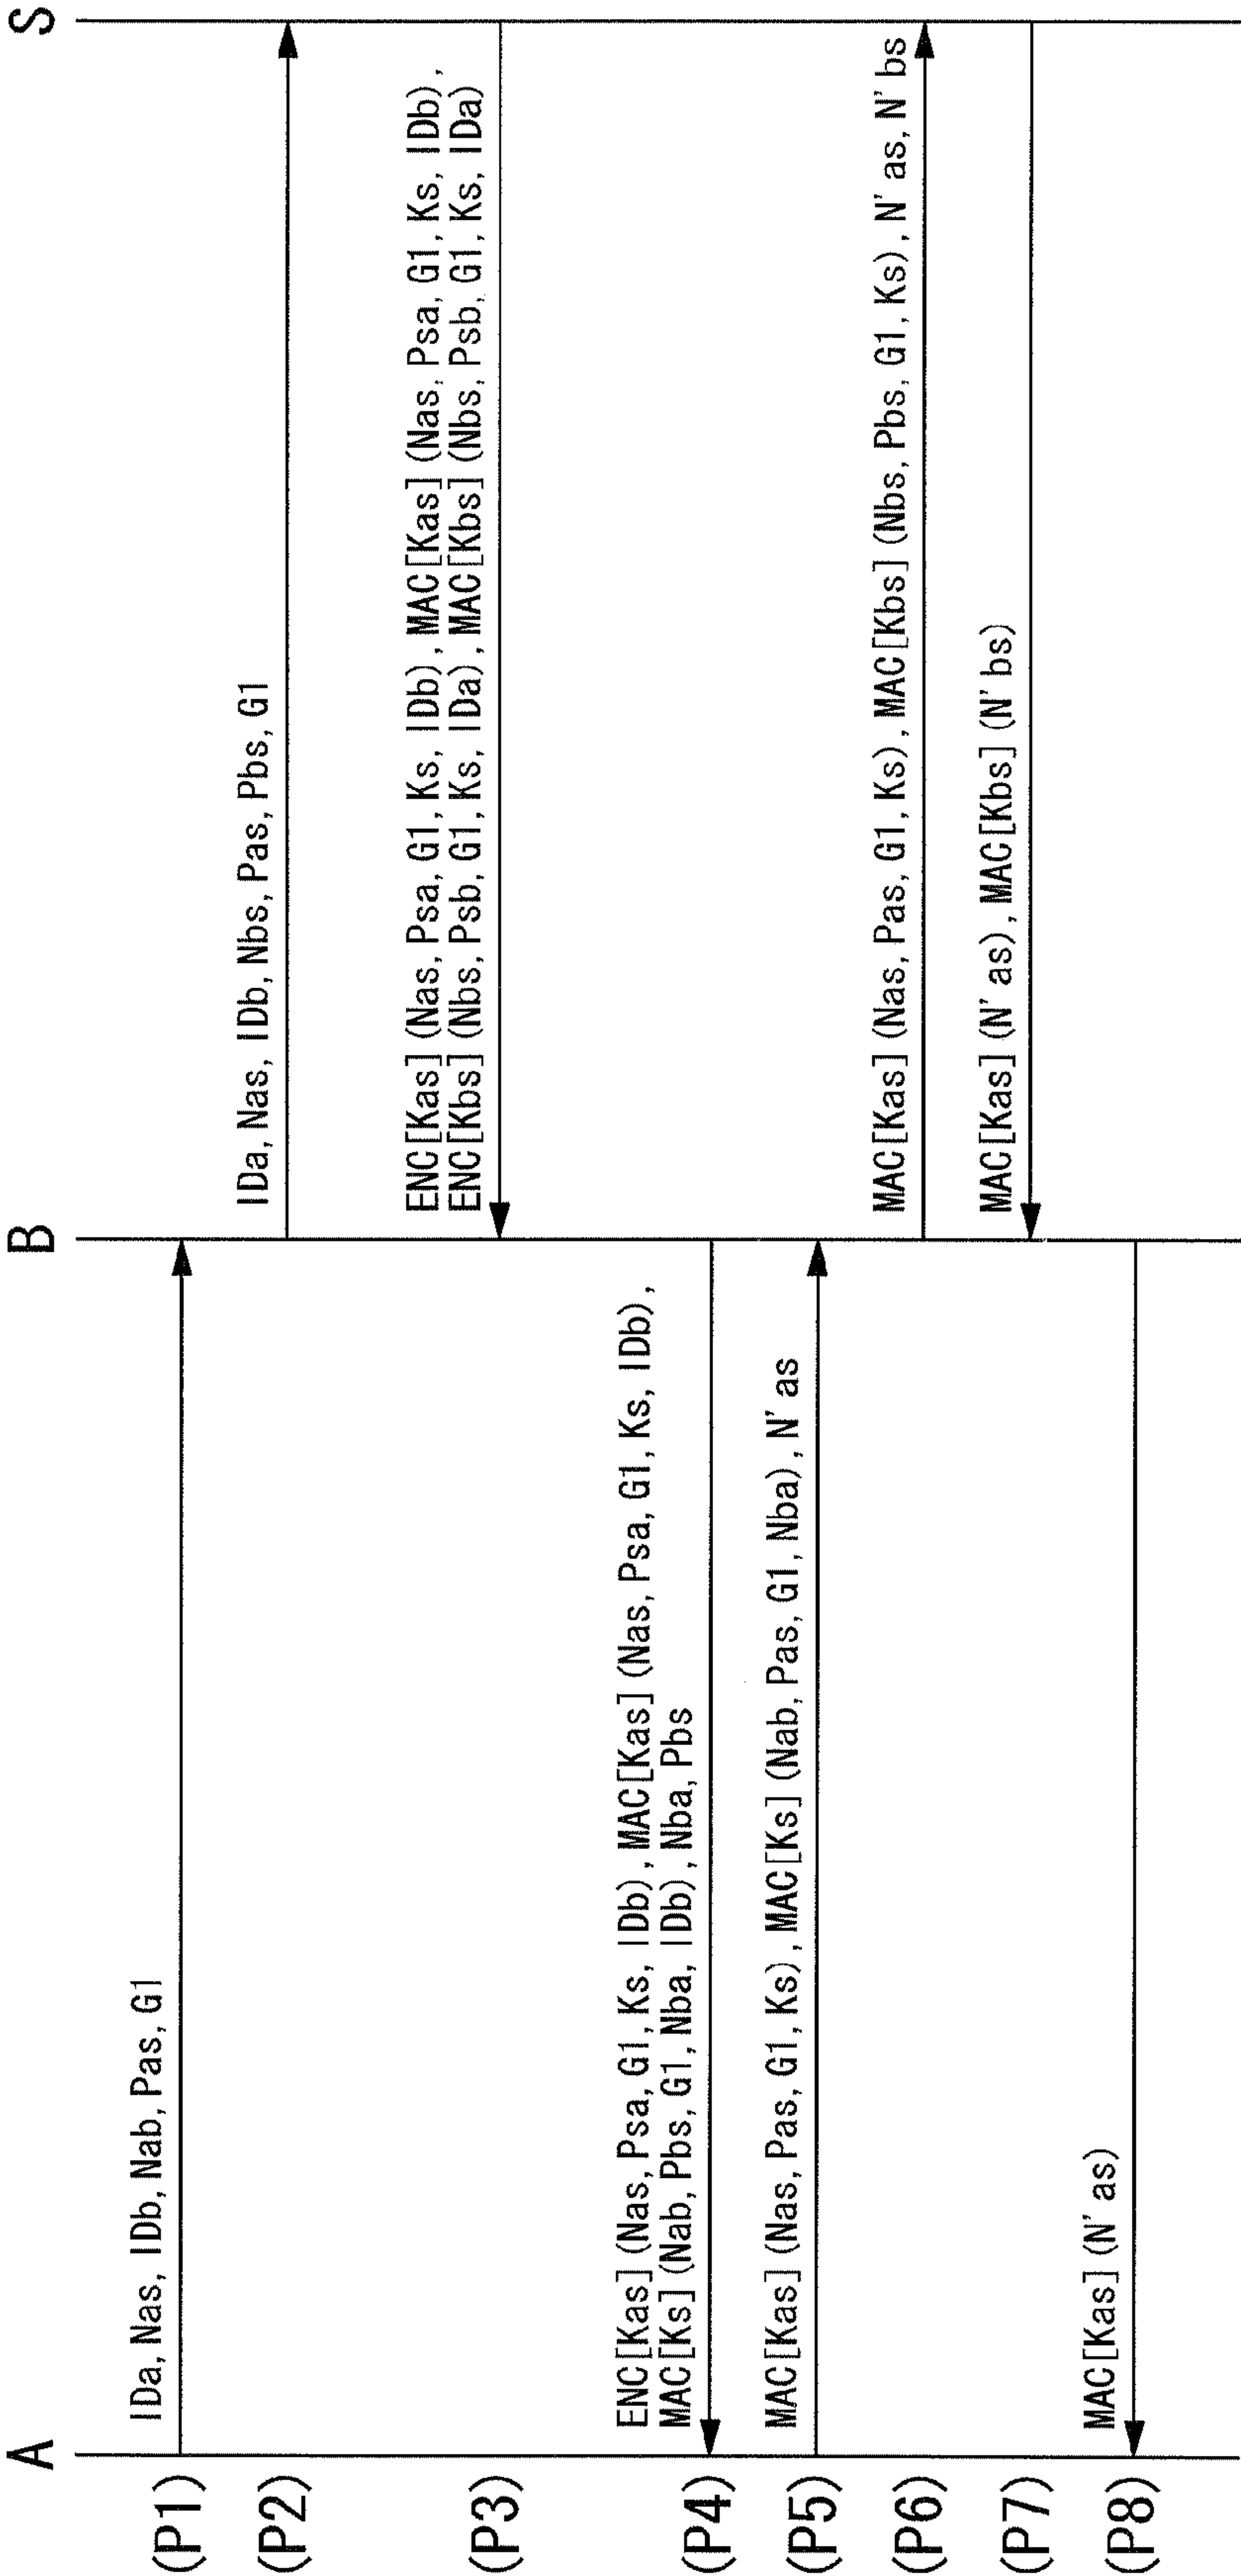 A
B
S
(P1)
IDa, Nas, IDb, Nab, Pas, G1
(P2)
IDa, Nas, IDb, Nbs, Pas, Pbs, G1
(P3)
ENC[Kas] (Nas, Psa, G1, Ks, IDb), MAC[Kas] (Nas, Psa, G1, Ks, IDb),
ENC[Kbs] (Nbs, Psb, G1, Ks, IDa), MAC[Kbs] (Nbs, Psb, G1, Ks, IDa)
(P4)
ENC[Kas] (Nas, Psa, G1, Ks, IDb), MAC[Kas] (Nas, Psa, G1, Ks, IDb),
MAC[Ks] (Nab, Pbs, G1, Nba, IDb), Nba, Pbs
(P5)
MAC[Kas] (Nas, Pas, G1, Ks), MAC[Ks] (Nab, Pas, G1, Nba), N' as
(P6)
MAC[Kas] (Nas, Pas, G1, Ks), MAC[Kbs] (Nbs, Pbs, G1, Ks), N' as, N' bs
(P7)
MAC[Kas] (N' as), MAC[Kbs] (N' bs)
(P8)
MAC[Kas] (N' as)